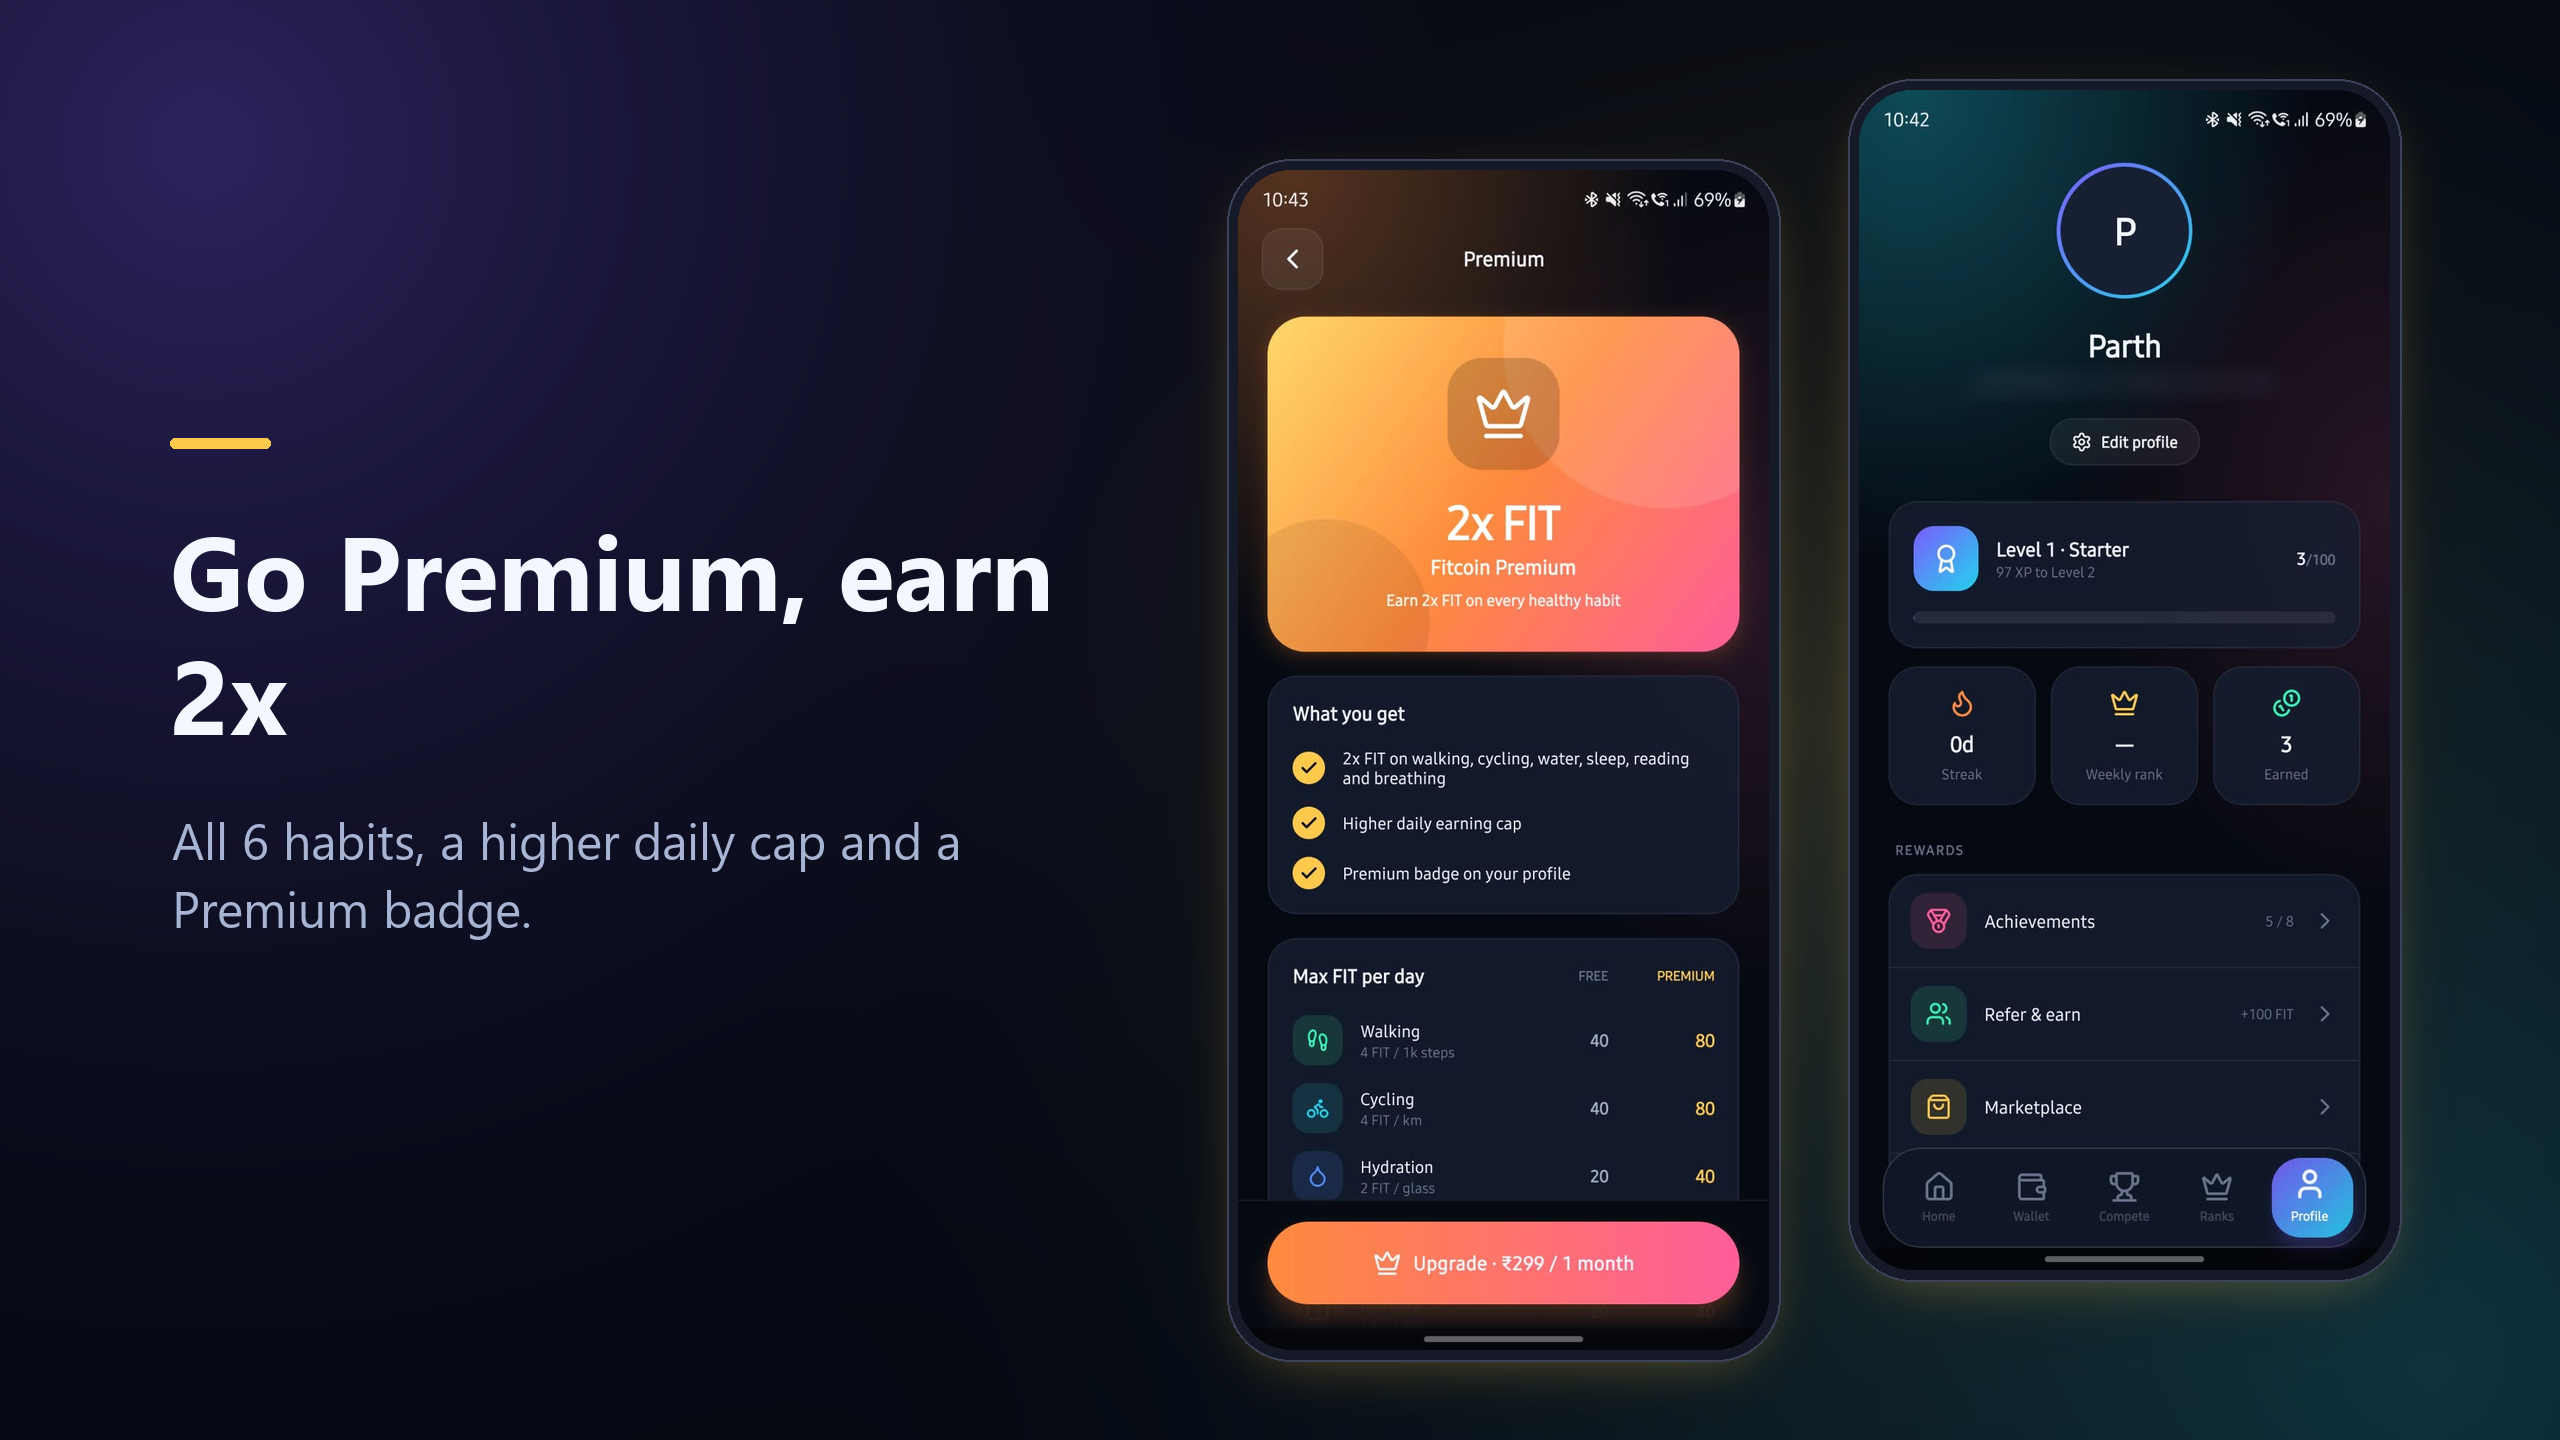 Go Premium, earn
2x
All 6 habits, a higher daily cap and a
Premium badge.
10:43
69%
Premium
2x FIT
Fitcoin Premium
Earn 2x FIT on every healthy habit
What you get
2x FIT on walking, cycling, water, sleep, reading
and breathing
Higher daily earning cap
Premium badge on your profile
Max FIT per day FREE PREMIUM
Walking
4 FIT / 1k steps
40 80
Cycling
4 FIT / km
40 80
Hydration
2 FIT / glass
20 40
Upgrade · ₹299 / 1 month
10:42
69%
P
Parth
Edit profile
Level 1 · Starter
97 XP to Level 2
3/100
0d
Streak
—
Weekly rank
3
Earned
REWARDS
Achievements 5 / 8
Refer & earn +100 FIT
Marketplace
Home
Wallet
Compete
Ranks
Profile